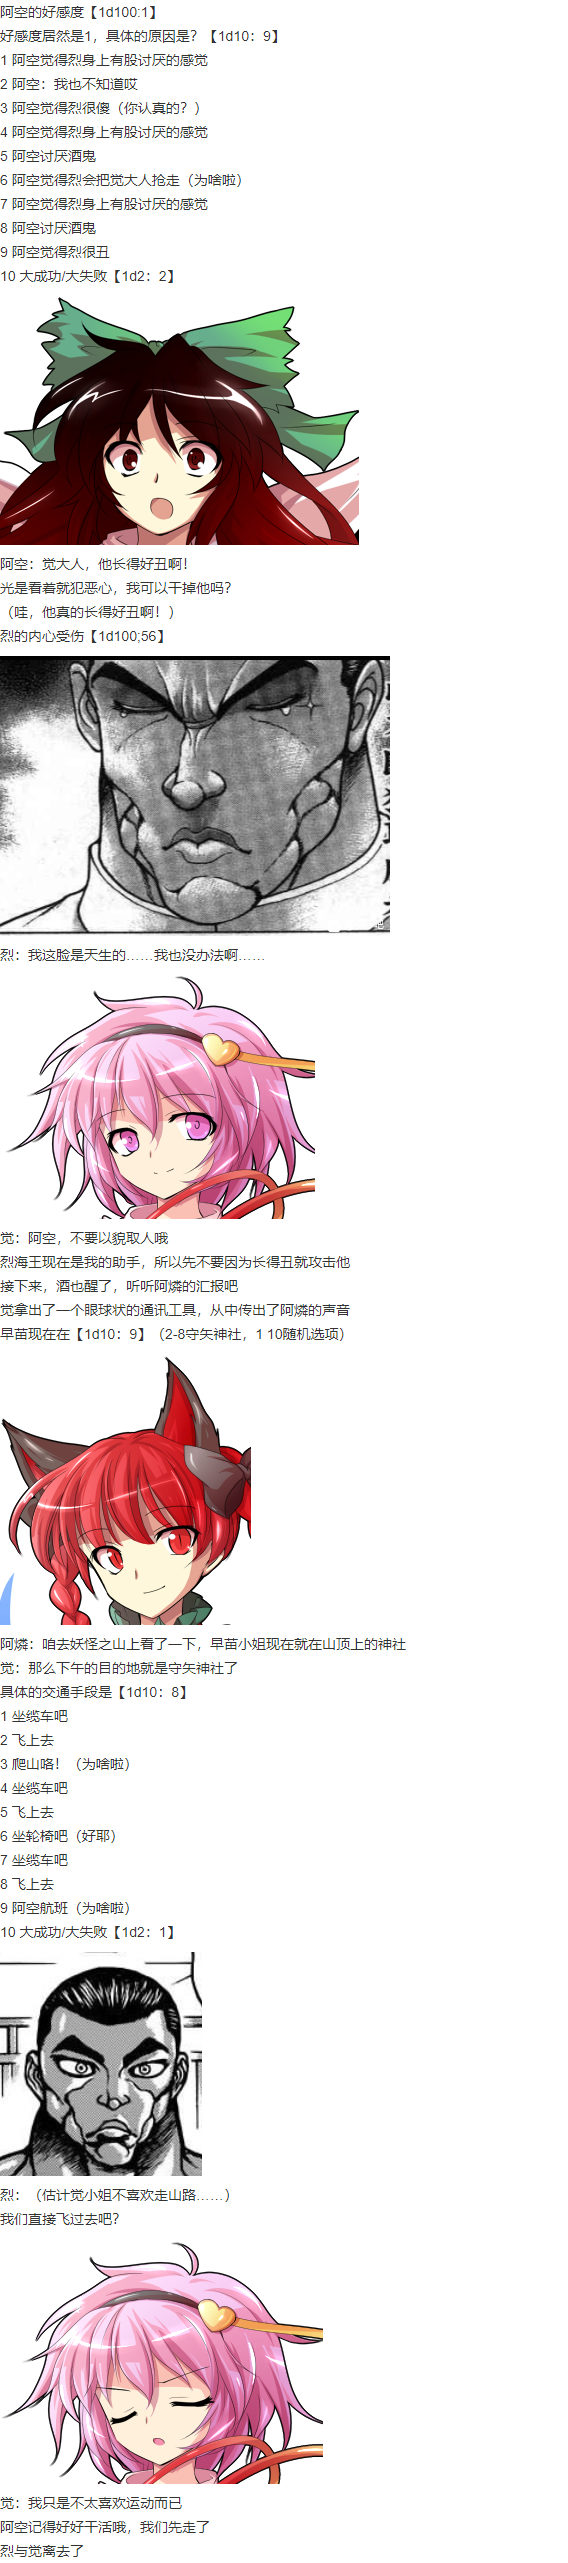 阿空的好感度【1d100:1】
好感度居然是1，具体的原因是？【1d10：9】
1 阿空觉得烈身上有股讨厌的感觉
2 阿空：我也不知道哎
3 阿空觉得烈很傻（你认真的？）
4 阿空觉得烈身上有股讨厌的感觉
5 阿空讨厌酒鬼
6 阿空觉得烈会把觉大人抢走（为啥啦）
7 阿空觉得烈身上有股讨厌的感觉
8 阿空讨厌酒鬼
9 阿空觉得烈很丑
10 大成功/大失败【1d2：2】
阿空：觉大人，他长得好丑啊！
光是看着就犯恶心，我可以干掉他吗？
（哇，他真的长得好丑啊！）
烈的内心受伤【1d100;56】
烈：我这脸是天生的……我也没办法啊……
觉：阿空，不要以貌取人哦
烈海王现在是我的助手，所以先不要因为长得丑就攻击他
接下来，酒也醒了，听听阿燐的汇报吧
觉拿出了一个眼球状的通讯工具，从中传出了阿燐的声音
早苗现在在【1d10：9】（2-8守矢神社，1 10随机选项）
阿燐：咱去妖怪之山上看了一下，早苗小姐现在就在山顶上的神社
觉：那么下午的目的地就是守矢神社了
具体的交通手段是【1d10：8】
1 坐缆车吧
2 飞上去
3 爬山咯！（为啥啦）
4 坐缆车吧
5 飞上去
6 坐轮椅吧（好耶）
7 坐缆车吧
8 飞上去
9 阿空航班（为啥啦）
10 大成功/大失败【1d2：1】
烈：（估计觉小姐不喜欢走山路……）
我们直接飞过去吧？
觉：我只是不太喜欢运动而已
阿空记得好好干活哦，我们先走了
烈与觉离去了